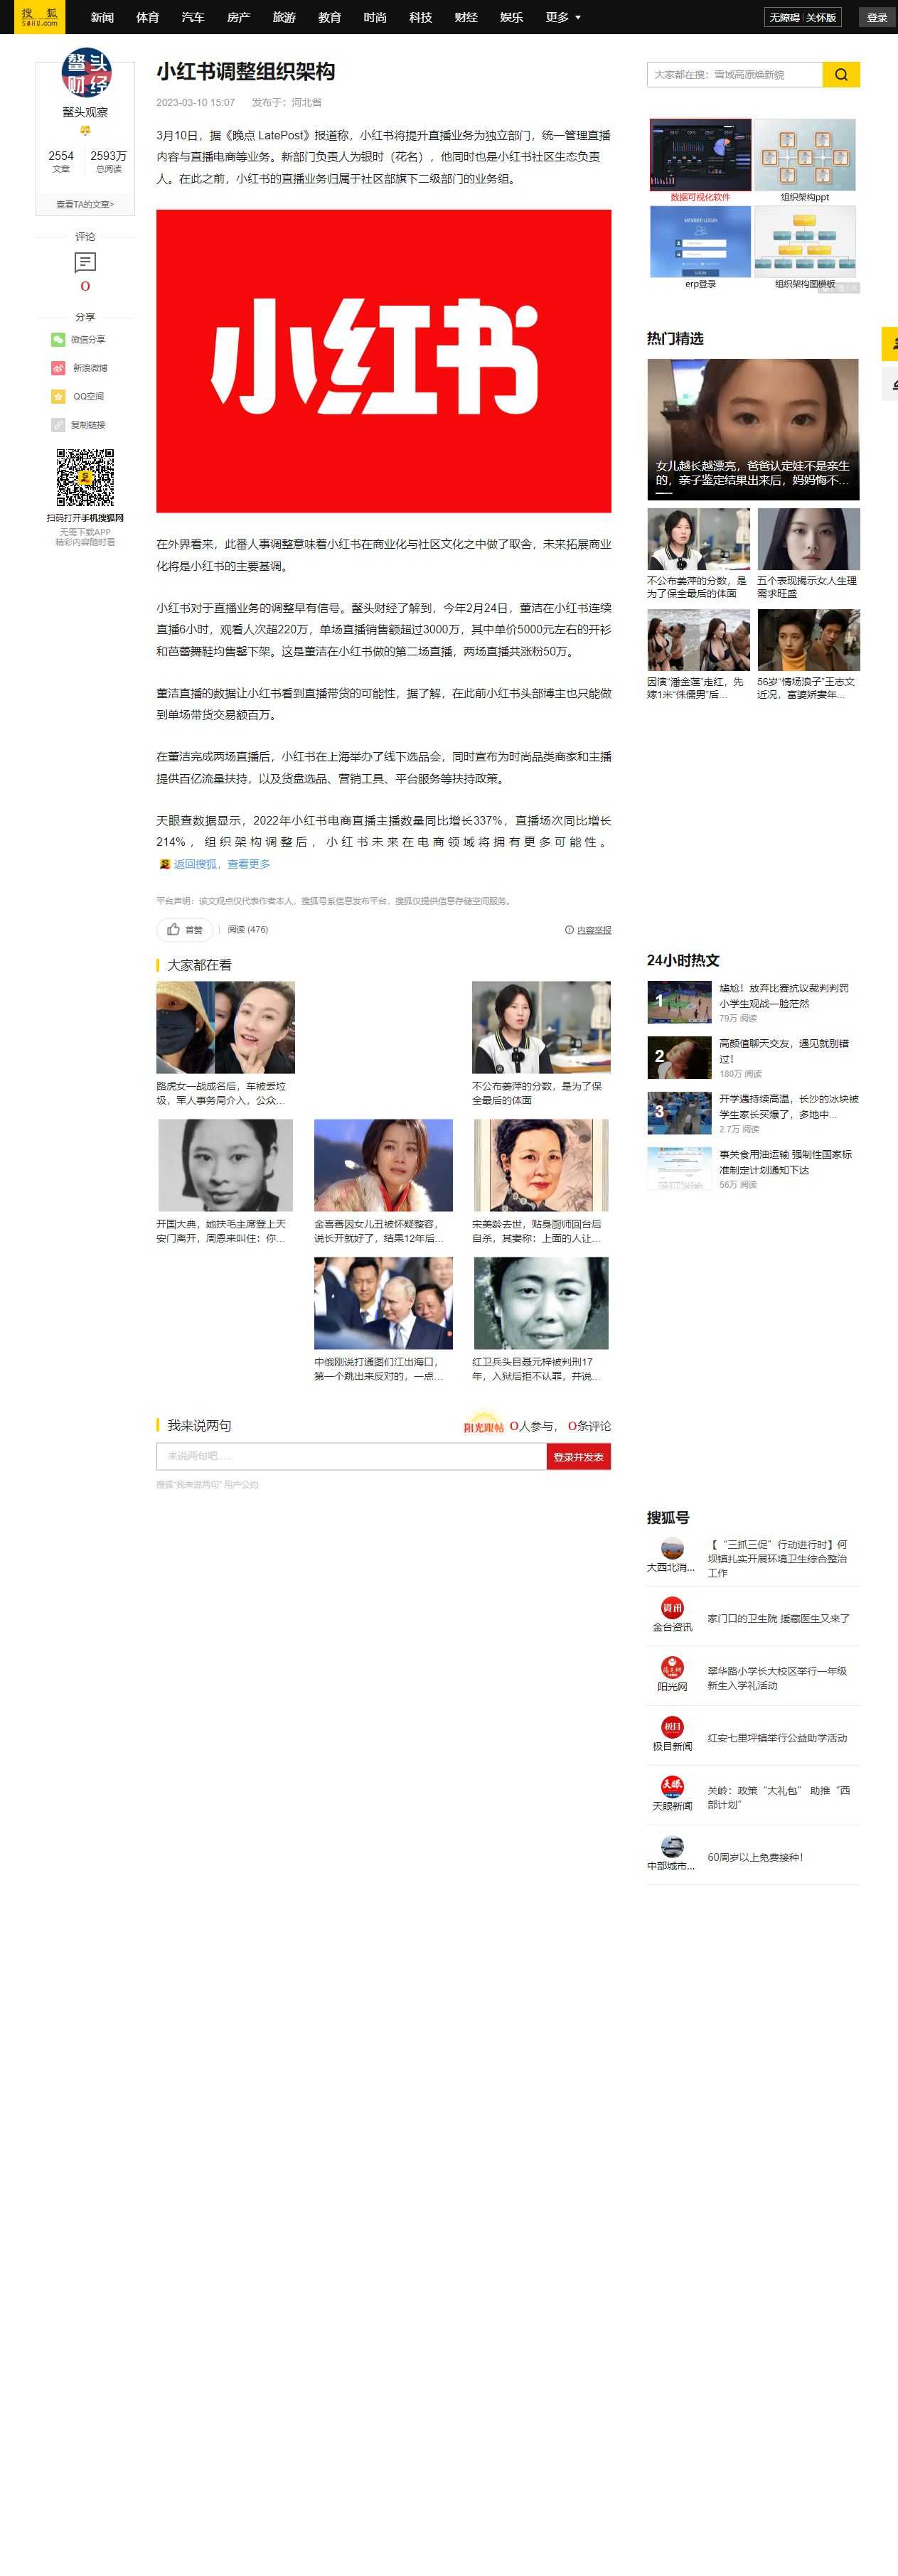 搜 狐
S●HU.com
新闻
体育
汽车
房产
旅游
教育
时尚
科技
财经
娱乐
更多
无障碍
关怀版
登录
鳌头
财经
鳌头观察
2554
文章
2593万
总阅读
查看TA的文章>
评论
0
分享
微信分享
新浪微博
QQ空间
复制链接
扫码打开手机搜狐网
无需下载APP
精彩内容随时看
小红书调整组织架构
2023-03-10 15:07 发布于：河北省
3月10日，据《晚点 LatePost》报道称，小红书将提升直播业务为独立部门，统一管理直播
内容与直播电商等业务。新部门负责人为银时（花名），他同时也是小红书社区生态负责
人。在此之前，小红书的直播业务归属于社区部旗下二级部门的业务组。
小红书
在外界看来，此番人事调整意味着小红书在商业化与社区文化之中做了取舍，未来拓展商业
化将是小红书的主要基调。
小红书对于直播业务的调整早有信号。鳌头财经了解到，今年2月24日，董洁在小红书连续
直播6小时，观看人次超220万，单场直播销售额超过3000万，其中单价5000元左右的开衫
和芭蕾舞鞋均售罄下架。这是董洁在小红书做的第二场直播，两场直播共涨粉50万。
董洁直播的数据让小红书看到直播带货的可能性，据了解，在此前小红书头部博主也只能做
到单场带货交易额百万。
在董洁完成两场直播后，小红书在上海举办了线下选品会，同时宣布为时尚品类商家和主播
提供百亿流量扶持，以及货盘选品、营销工具、平台服务等扶持政策。
天眼查数据显示，2022年小红书电商直播主播数量同比增长337%，直播场次同比增长
214%，组织架构调整后，小红书未来在电商领域将拥有更多可能性。
返回搜狐，查看更多
平台声明：该文观点仅代表作者本人，搜狐号系信息发布平台，搜狐仅提供信息存储空间服务。
首赞
阅读 (476)
内容举报
大家都在看
路虎女一战成名后，车被丢垃
圾，军人事务局介入，公众...
不公布姜萍的分数，是为了保
全最后的体面
开国大典，她扶毛主席登上天
安门离开，周恩来叫住：你...
金喜善因女儿丑被怀疑整容，
说长开就好了，结果12年后...
宋美龄去世，贴身厨师回台后
自杀，其妻称：上面的人让...
中俄刚说打通图们江出海口，
第一个跳出来反对的，一点...
红卫兵头目聂元梓被判刑17
年，入狱后拒不认罪，并说...
我来说两句
阳光跟帖
0人参与，
0条评论
来说两句吧......
登录并发表
搜狐“我来说两句” 用户公约
大家都在搜：雪域高原焕新貌
数据可视化软件
组织架构ppt
MEMBER LOGIN
LOGIN
erp登录
组织架构图模板
热门精选
女儿越长越漂亮，爸爸认定娃不是亲生
的，亲子鉴定结果出来后，妈妈悔不...
不公布姜萍的分数，是
为了保全最后的体面
五个表现揭示女人生理
需求旺盛
因演“潘金莲”走红，先
嫁1米“侏儒男”后...
56岁“情场浪子”王志文
近况，富婆娇妻年...
24小时热文
1
尴尬！放弃比赛抗议裁判判罚
小学生观战一脸茫然
79万 阅读
2
高颜值聊天交友，遇见就别错
过！
180万 阅读
3
开学遇持续高温，长沙的冰块被
学生家长买爆了，多地中...
2.7万 阅读
事关食用油运输 强制性国家标
准制定计划通知下达
56万 阅读
搜狐号
大西北消...
【“三抓三促”行动进行时】何
坝镇扎实开展环境卫生综合整治
工作
资讯
金台资讯
家门口的卫生院 援藏医生又来了
阳光网
翠华路小学长大校区举行一年级
新生入学礼活动
极目
极目新闻
红安七里坪镇举行公益助学活动
天眼
天眼新闻
关岭：政策“大礼包” 助推“西
部计划”
中部城市...
60周岁以上免费接种！